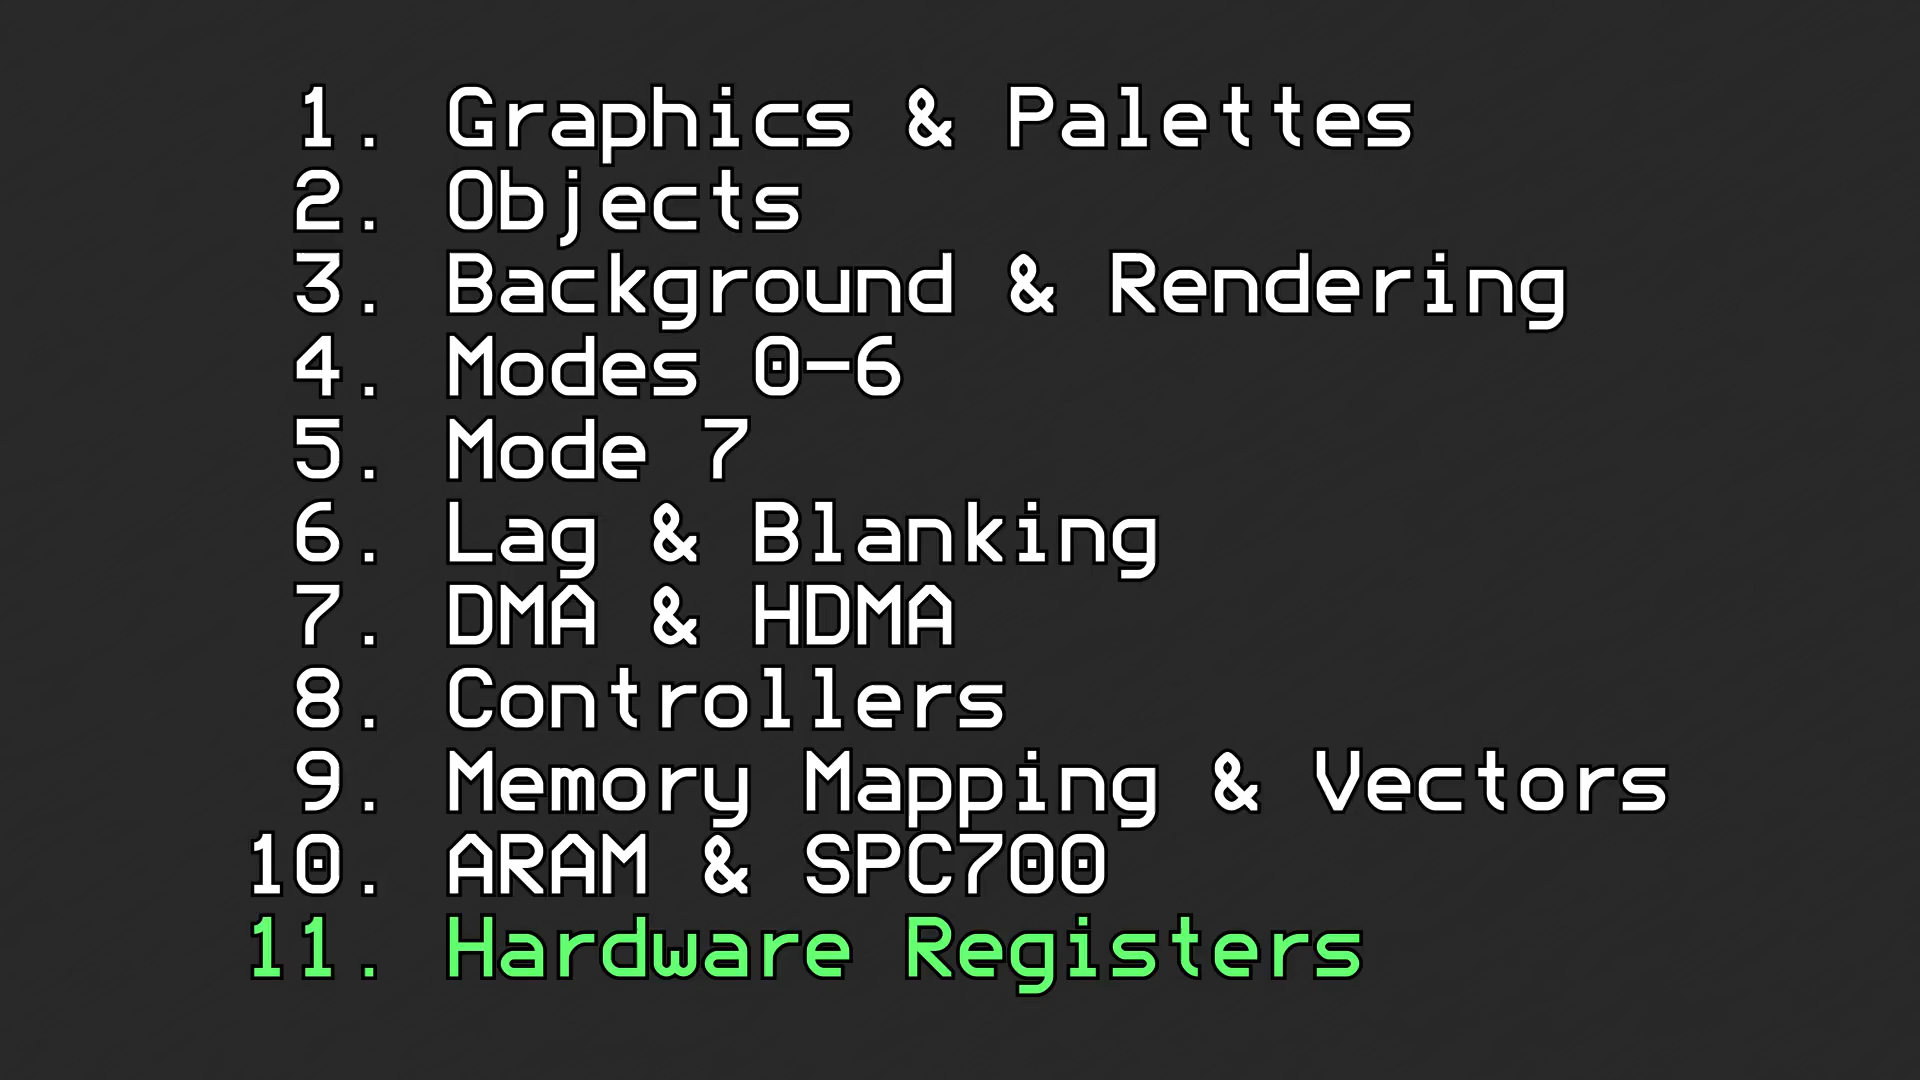 1. Graphics & Palettes
2. Objects
3. Background & Rendering
4. Modes 0-6
5. Mode 7
6. Lag & Blanking
7. DMA & HDMA
8. Controllers
9. Memory Mapping & Vectors
10. ARAM & SPC700
11. Hardware Registers